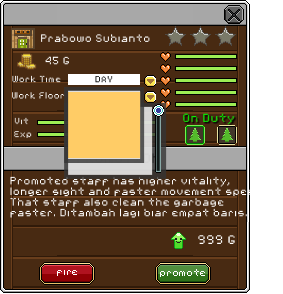 Prabowo Subianto
45 G
Work Time DAY
Work Floor
Vit
Exp
On Duty
Promoted staff has higher vitality,
longer sight and faster movement spee
That staff also clean the garbage
faster. Ditambah lagi biar empat baris.
999 G
fire promote